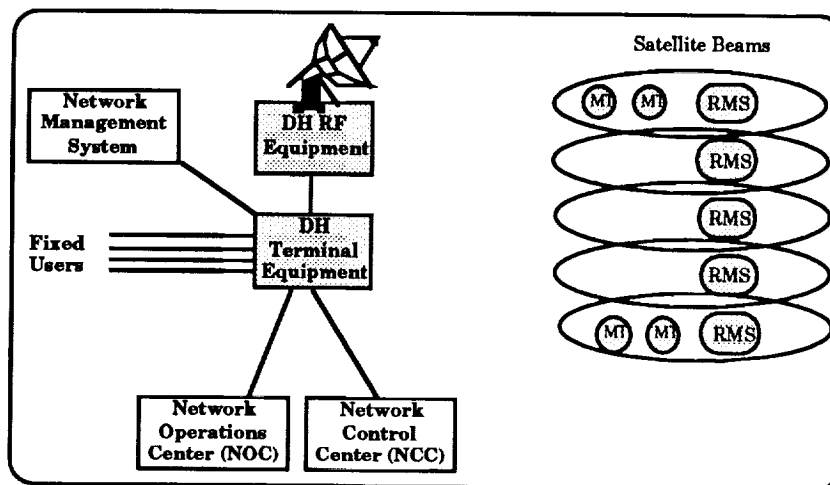 Satellite Beams
Network
Management
System
DH RF
Equipment
MT
MT
RMS
RMS
Fixed
Users
DH
Terminal
Equipment
RMS
RMS
MT
MT
RMS
Network
Operations
Center (NOC)
Network
Control
Center (NCC)